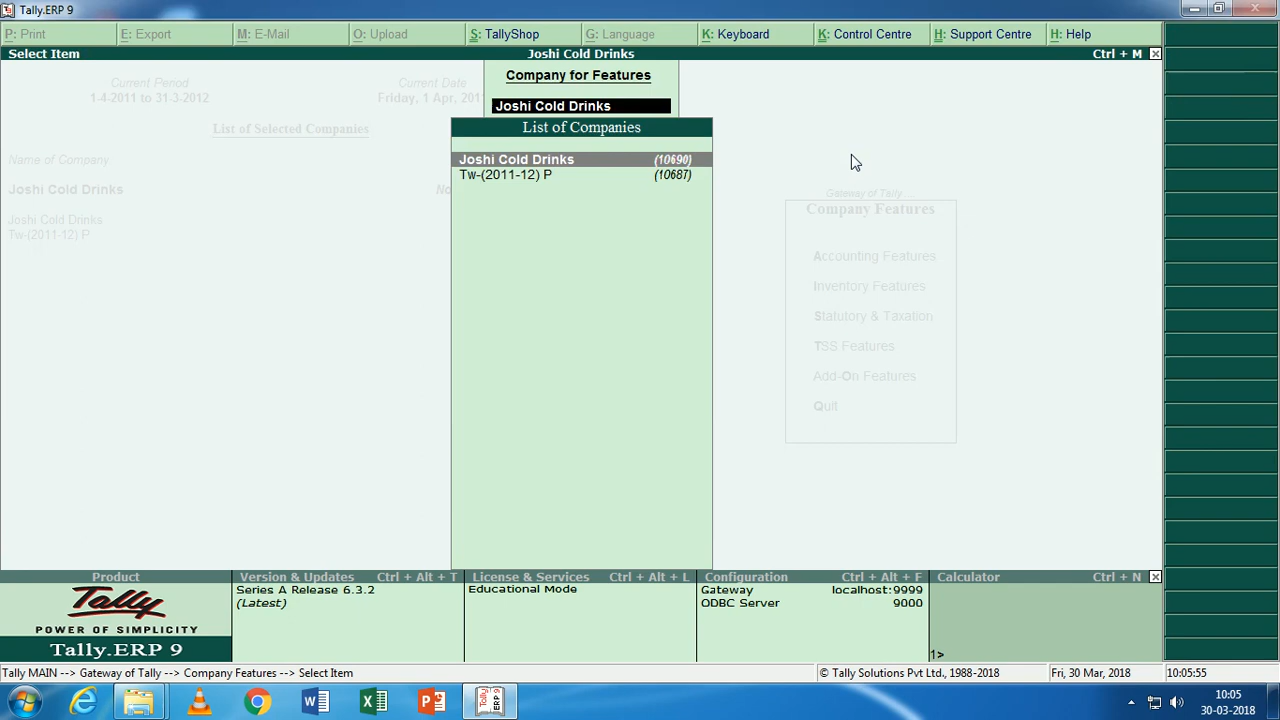 Tally.ERP 9
P: Print
E: Export
M: E-Mail
O: Upload
S: TallyShop
G: Language
K: Keyboard
K: Control Centre
H: Support Centre
H: Help
Select Item
Joshi Cold Drinks
Ctrl + M
Current Period
1-4-2011 to 31-3-2012
Current Date
Friday, 1 Apr, 2011
List of Selected Companies
Name of Company
Joshi Cold Drinks
No
Joshi Cold Drinks
Tw-(2011-12) P
Company for Features
Joshi Cold Drinks
List of Companies
Joshi Cold Drinks (10690)
Tw-(2011-12) P (10687)
Gateway of Tally ...
Company Features
Accounting Features
Inventory Features
Statutory & Taxation
TSS Features
Add-On Features
Quit
Product
Tally
POWER OF SIMPLICITY
Tally.ERP 9
Version & Updates Ctrl + Alt + T
Series A Release 6.3.2
(Latest)
License & Services Ctrl + Alt + L
Educational Mode
Configuration Ctrl + Alt + F
Gateway localhost:9999
ODBC Server 9000
Calculator Ctrl + N
1>
Tally MAIN --> Gateway of Tally --> Company Features --> Select Item
© Tally Solutions Pvt Ltd., 1988-2018
Fri, 30 Mar, 2018
10:05:55
10:05
30-03-2018